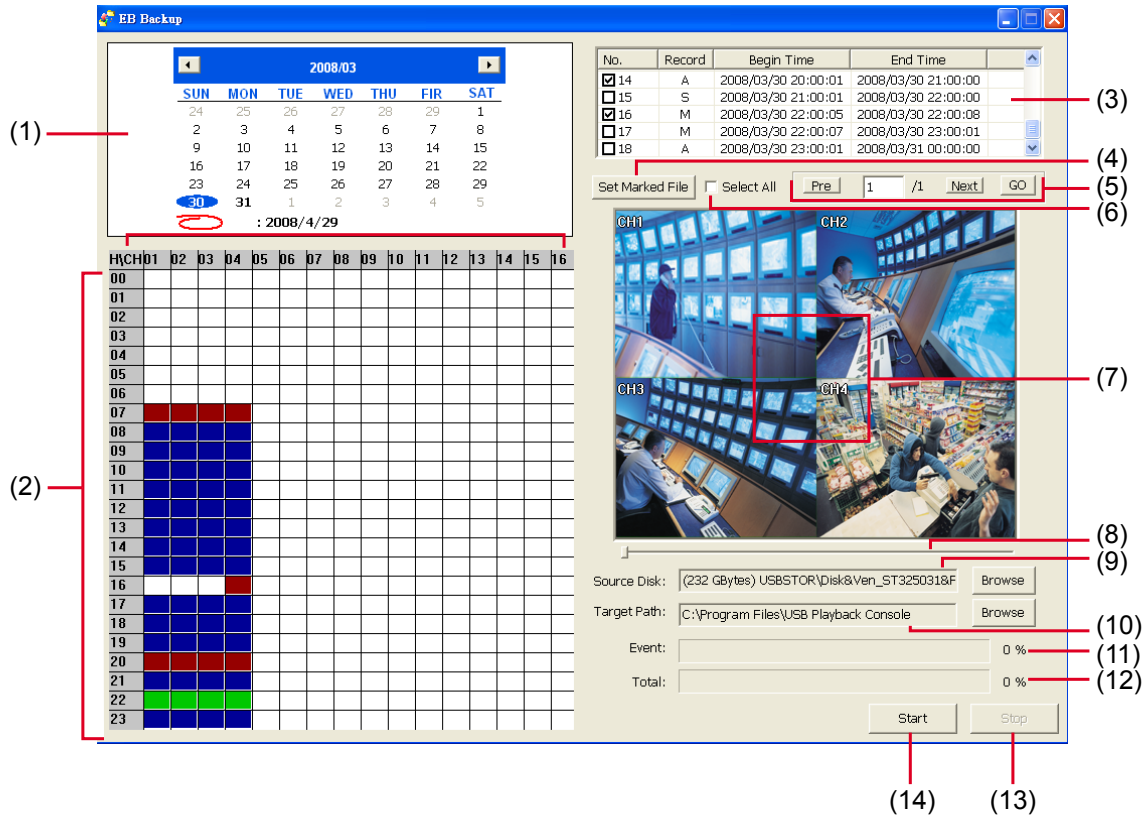 EB Backup
2008/03
SUN MON TUE WED THU FIR SAT
24 25 26 27 28 29 1
2 3 4 5 6 7 8
9 10 11 12 13 14 15
16 17 18 19 20 21 22
23 24 25 26 27 28 29
30 31 1 2 3 4 5
: 2008/4/29
(1)
H\CH 01 02 03 04 05 06 07 08 09 10 11 12 13 14 15 16
00
01
02
03
04
05
06
07
08
09
10
11
12
13
14
15
16
17
18
19
20
21
22
23
(2)
No. Record Begin Time End Time
14 A 2008/03/30 20:00:01 2008/03/30 21:00:00
15 S 2008/03/30 21:00:01 2008/03/30 22:00:00
16 M 2008/03/30 22:00:05 2008/03/30 22:00:08
17 M 2008/03/30 22:00:07 2008/03/30 23:00:01
18 A 2008/03/30 23:00:01 2008/03/31 00:00:00
(3)
(4)
Set Marked File Select All Pre 1 /1 Next GO
(5)
(6)
CH1 CH2
CH3 CH4
(7)
(8)
(9)
Source Disk: (232 GBytes) USBSTOR\Disk&Ven_ST325031&F Browse
Target Path: C:\Program Files\USB Playback Console Browse
(10)
Event: 0 % (11)
Total: 0 % (12)
Start Stop
(14) (13)